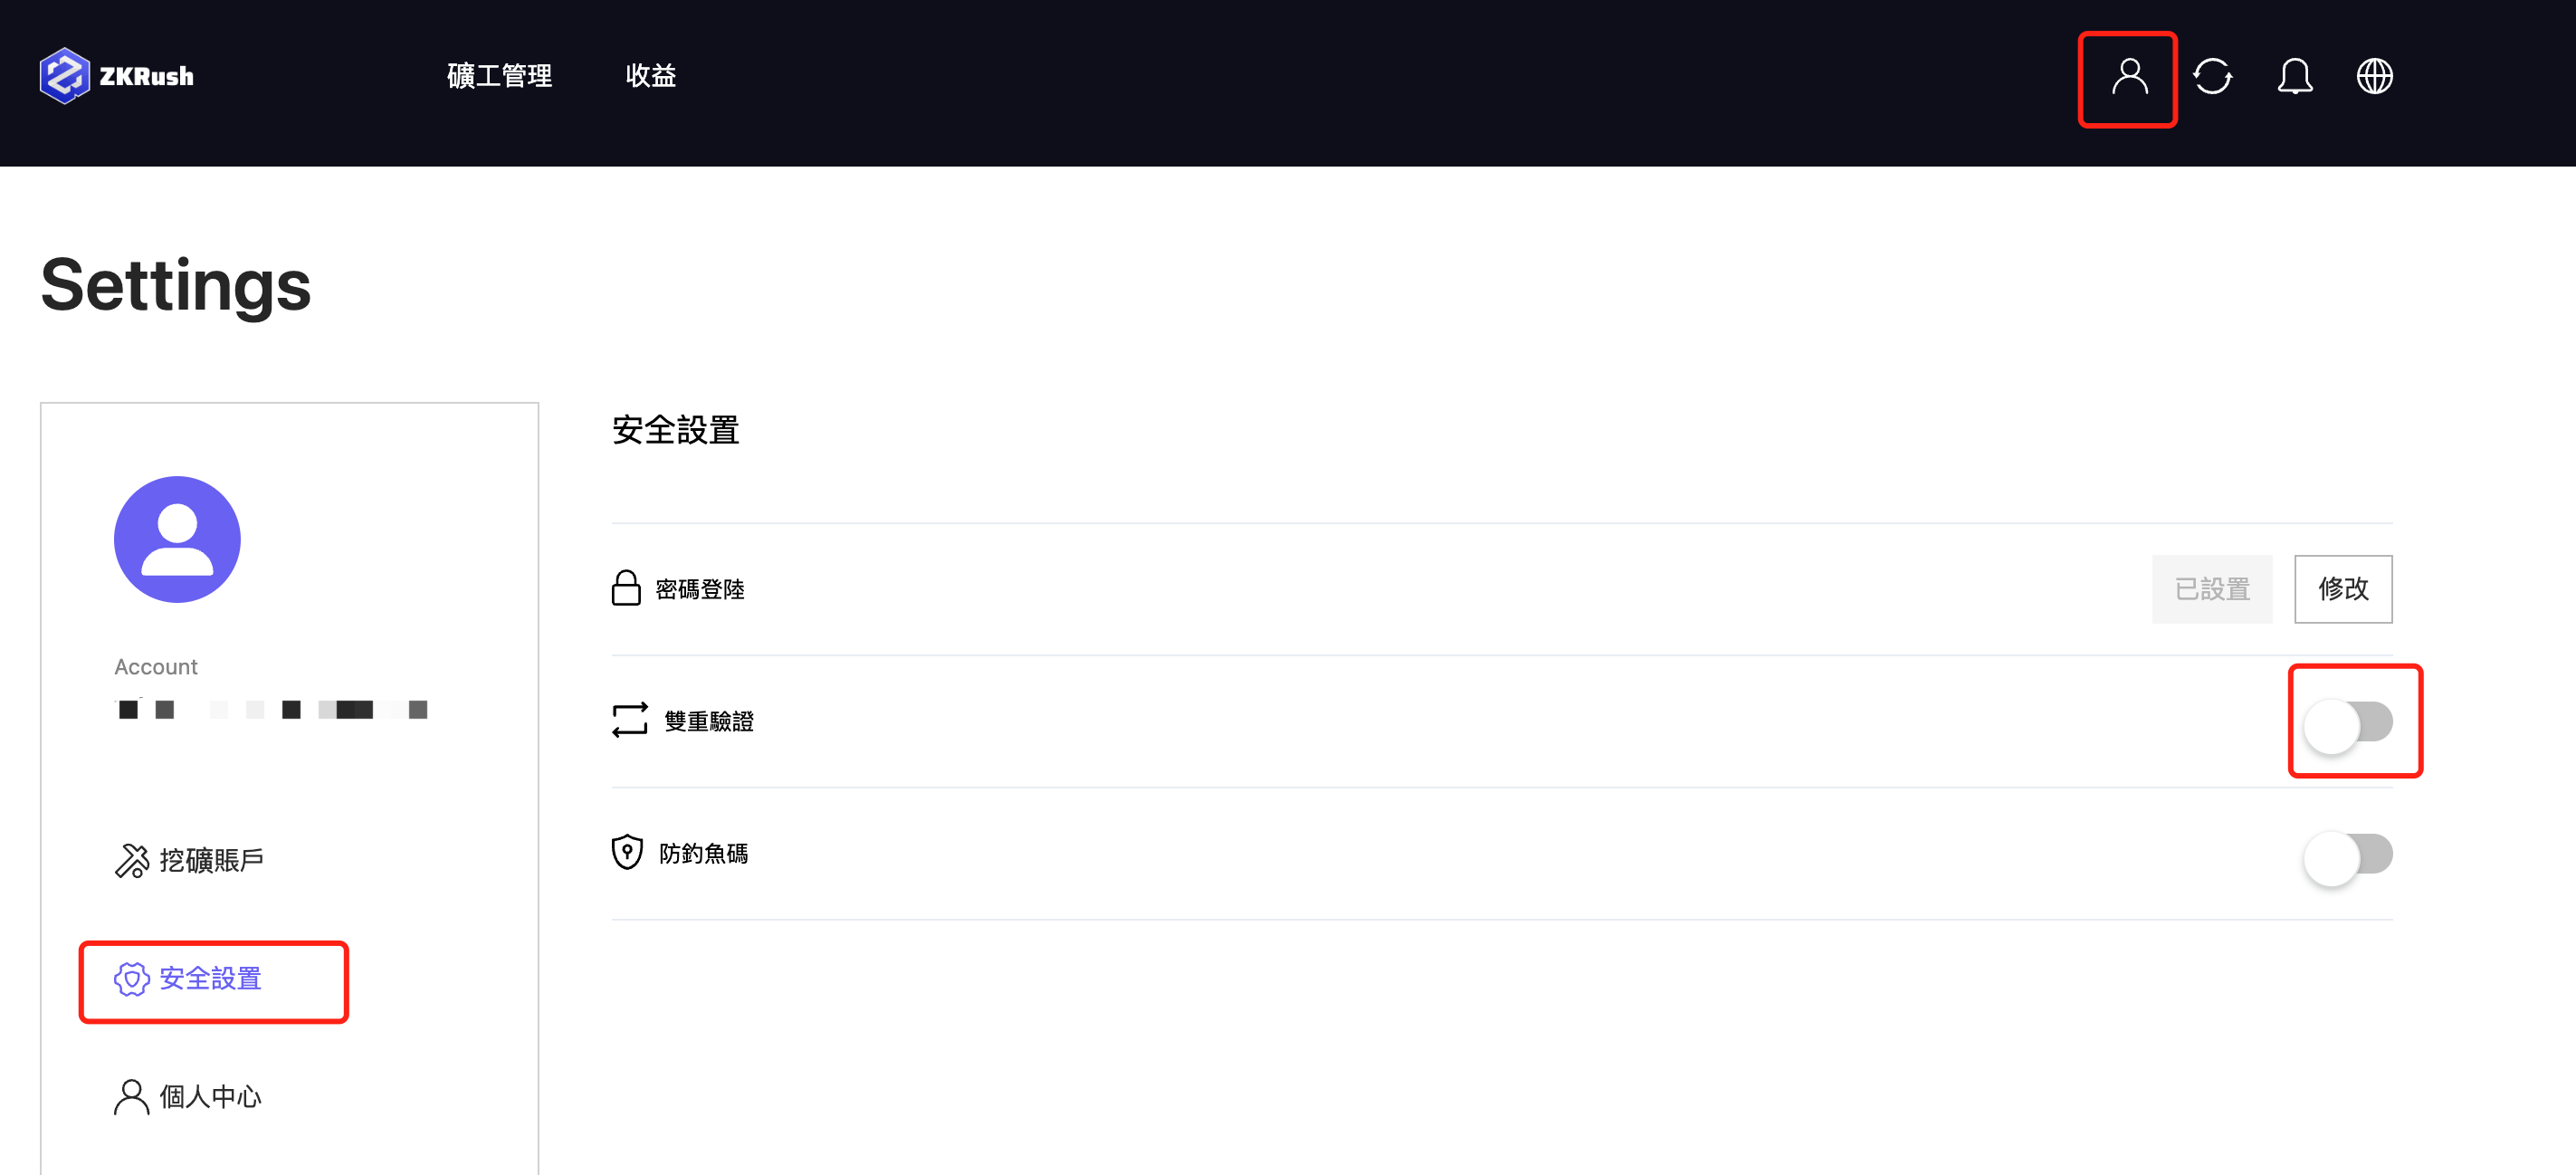 ZKRush
礦工管理
收益
Settings
Account
挖礦賬戶
安全設置
個人中心
安全設置
密碼登陸
已設置
修改
雙重驗證
防釣魚碼